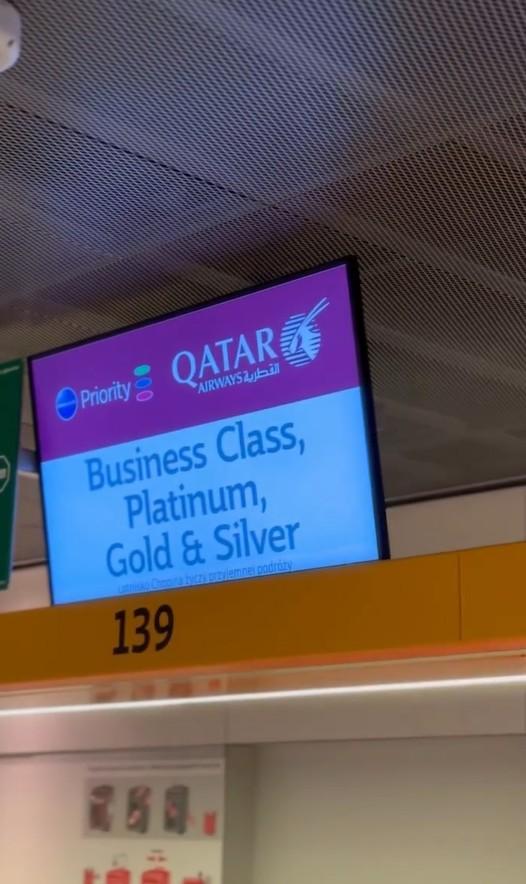 Priority
QATAR
AIRWAYS القطرية
Business Class,
Platinum,
Gold & Silver
Lotnisko Chopina życzy przyjemnej podróży
139